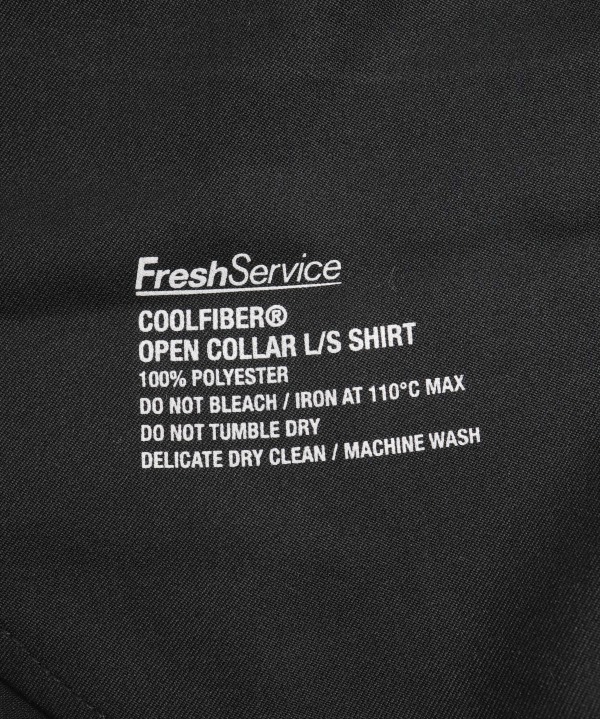 FreshService
COOLFIBER®
OPEN COLLAR L/S SHIRT
100% POLYESTER
DO NOT BLEACH / IRON AT 110°C MAX
DO NOT TUMBLE DRY
DELICATE DRY CLEAN / MACHINE WASH